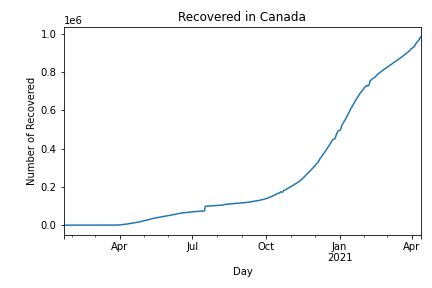 Recovered in Canada
1e6
1.0
0.8
0.6
0.4
0.2
0.0
Number of Recovered
Apr
Jul
Oct
Jan
2021
Apr
Day